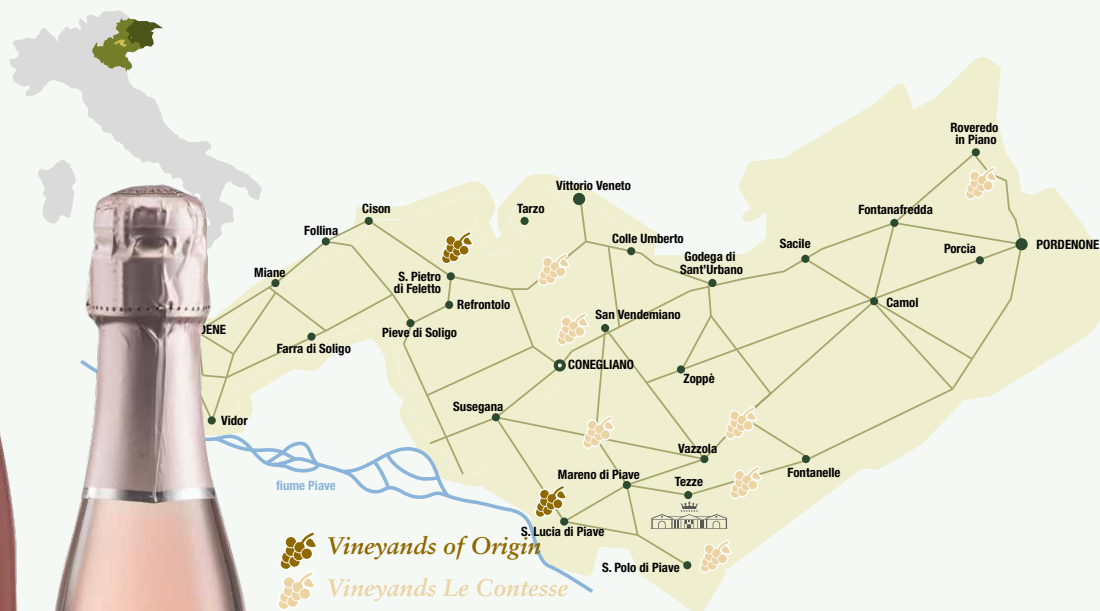 Roveredo
in Piano
Vittorio Veneto
Cison
Tarzo
Fontanafredda
Follina
Colle Umberto
Sacile
Porcia
PORDENONE
Godega di
Sant'Urbano
Miane
S. Pietro
di Feletto
Refrontolo
Camol
San Vendemiano
DENE
Pieve di Soligo
Farra di Soligo
CONEGLIANO
Zoppè
Susegana
Vidor
Vazzola
Mareno di Piave
Fontanelle
Tezze
fiume Piave
S. Lucia di Piave
Vineyands of Origin
S. Polo di Piave
Vineyands Le Contesse